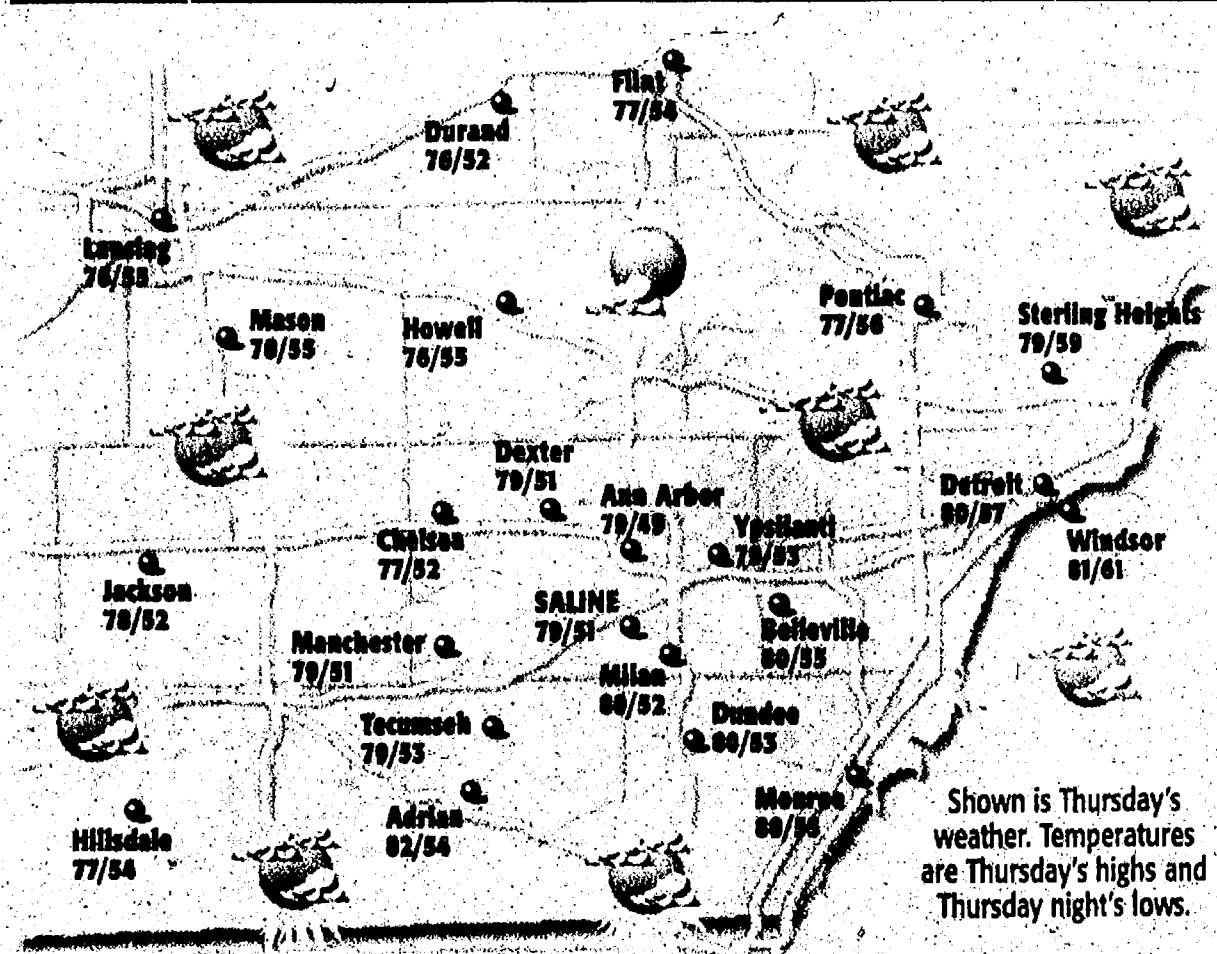 Flint
77/54
Durand
76/52
Lansing
76/55
Mason
78/55
Howell
76/55
Pontiac
77/56
Sterling Heights
79/59
Dexter
79/51
Ann Arbor
79/49
Ypsilanti
79/53
Detroit
80/57
Windsor
81/61
Chelsea
77/52
Jackson
78/52
SALINE
79/51
Belleville
80/55
Manchester
79/51
Milan
80/52
Tecumseh
79/53
Dundee
80/53
Monroe
Adrian
82/54
Hillsdale
77/54
Shown is Thursday's
weather. Temperatures
are Thursday's highs and
Thursday night's lows.